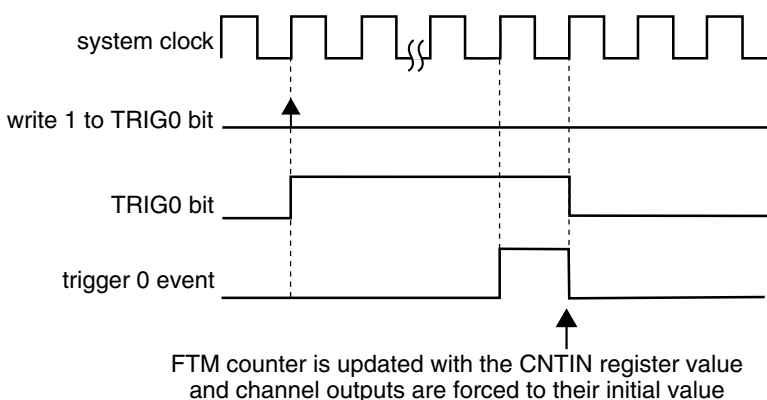 system clock
write 1 to TRIG0 bit
TRIG0 bit
trigger 0 event
FTM counter is updated with the CNTIN register value
and channel outputs are forced to their initial value